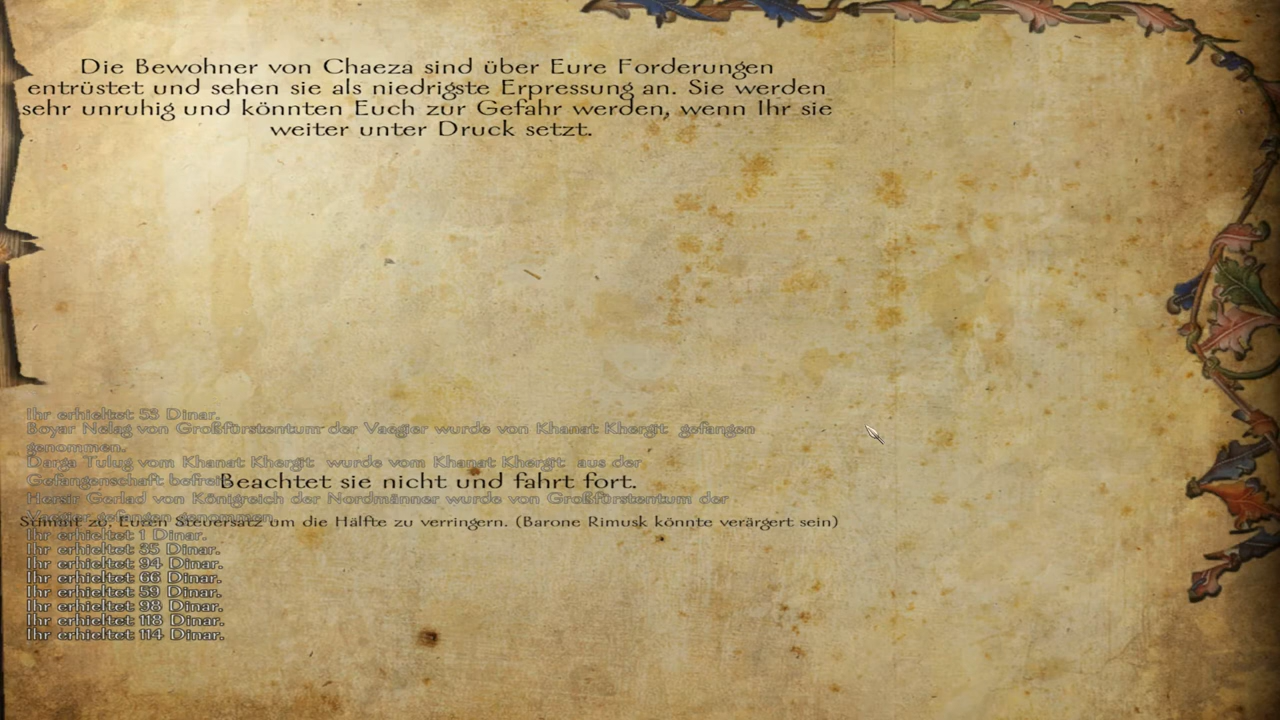 Die Bewohner von Chaeza sind über Eure Forderungen
entrüstet und sehen sie als niedrigste Erpressung an. Sie werden
sehr unruhig und könnten Euch zur Gefahr werden, wenn Ihr sie
weiter unter Druck setzt.
Ihr erhieltet 53 Dinar.
Boyar Nelag von Großfürstentum der Vaegier wurde von Khanat Khergit gefangen
genommen.
Darga Tulug vom Khanat Khergit wurde vom Khanat Khergit aus der
Gefangenschaft befreit
Beachtet sie nicht und fahrt fort.
Hersir Gerlad von Königreich der Nordmänner wurde von Großfürstentum der
Vaegier gefangen genommen.
Stimmt zu, Euren Steuersatz um die Hälfte zu verringern. (Barone Rimusk könnte verärgert sein)
Ihr erhieltet 1 Dinar.
Ihr erhieltet 35 Dinar.
Ihr erhieltet 94 Dinar.
Ihr erhieltet 66 Dinar.
Ihr erhieltet 59 Dinar.
Ihr erhieltet 98 Dinar.
Ihr erhieltet 118 Dinar.
Ihr erhieltet 114 Dinar.